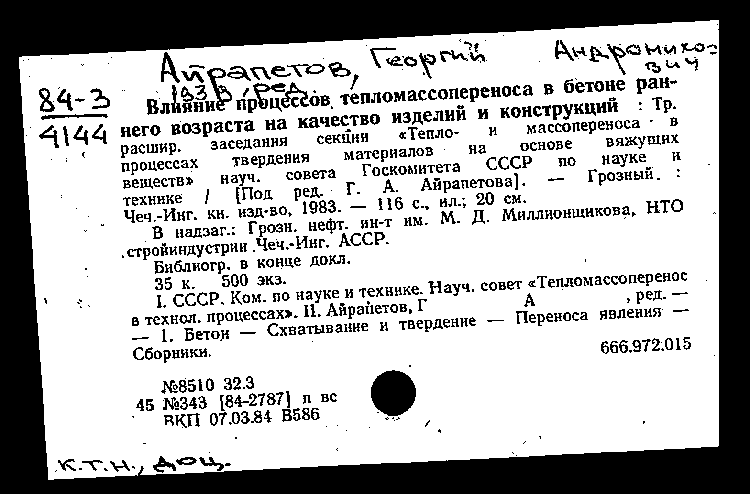 Айрапетов, Георгий Андроникович
193 , ред.
84-3
4144
Влияние процессов тепломассопереноса в бетоне ран-
него возраста на качество изделий и конструкций : Тр.
расшир. заседания секции «Тепло- и массопереноса в
процессах твердения материалов на основе вяжущих
веществ» науч. совета Госкомитета СССР по науке и
технике / [Под ред. Г. А. Айрапетова]. — Грозный. :
Чеч.-Инг. кн. изд-во, 1983. — 116 с., ил.; 20 см.
В надзаг.: Грозн. нефт. ин-т им. М. Д. Миллионщикова, НТО
стройиндустрии Чеч.-Инг. АССР.
Библиогр. в конце докл.
35 к. 500 экз.
I. СССР. Ком. по науке и технике. Науч. совет «Тепломассоперенос
в технол. процессах». II. Айрапетов, Г А , ред. —
— 1. Бетон — Схватывание и твердение — Переноса явления —
Сборники.
666.972.015
№8510 32.3
45 №343 [84-2787] п вс
ВКП 07.03.84 В586
к.т.н., доц.